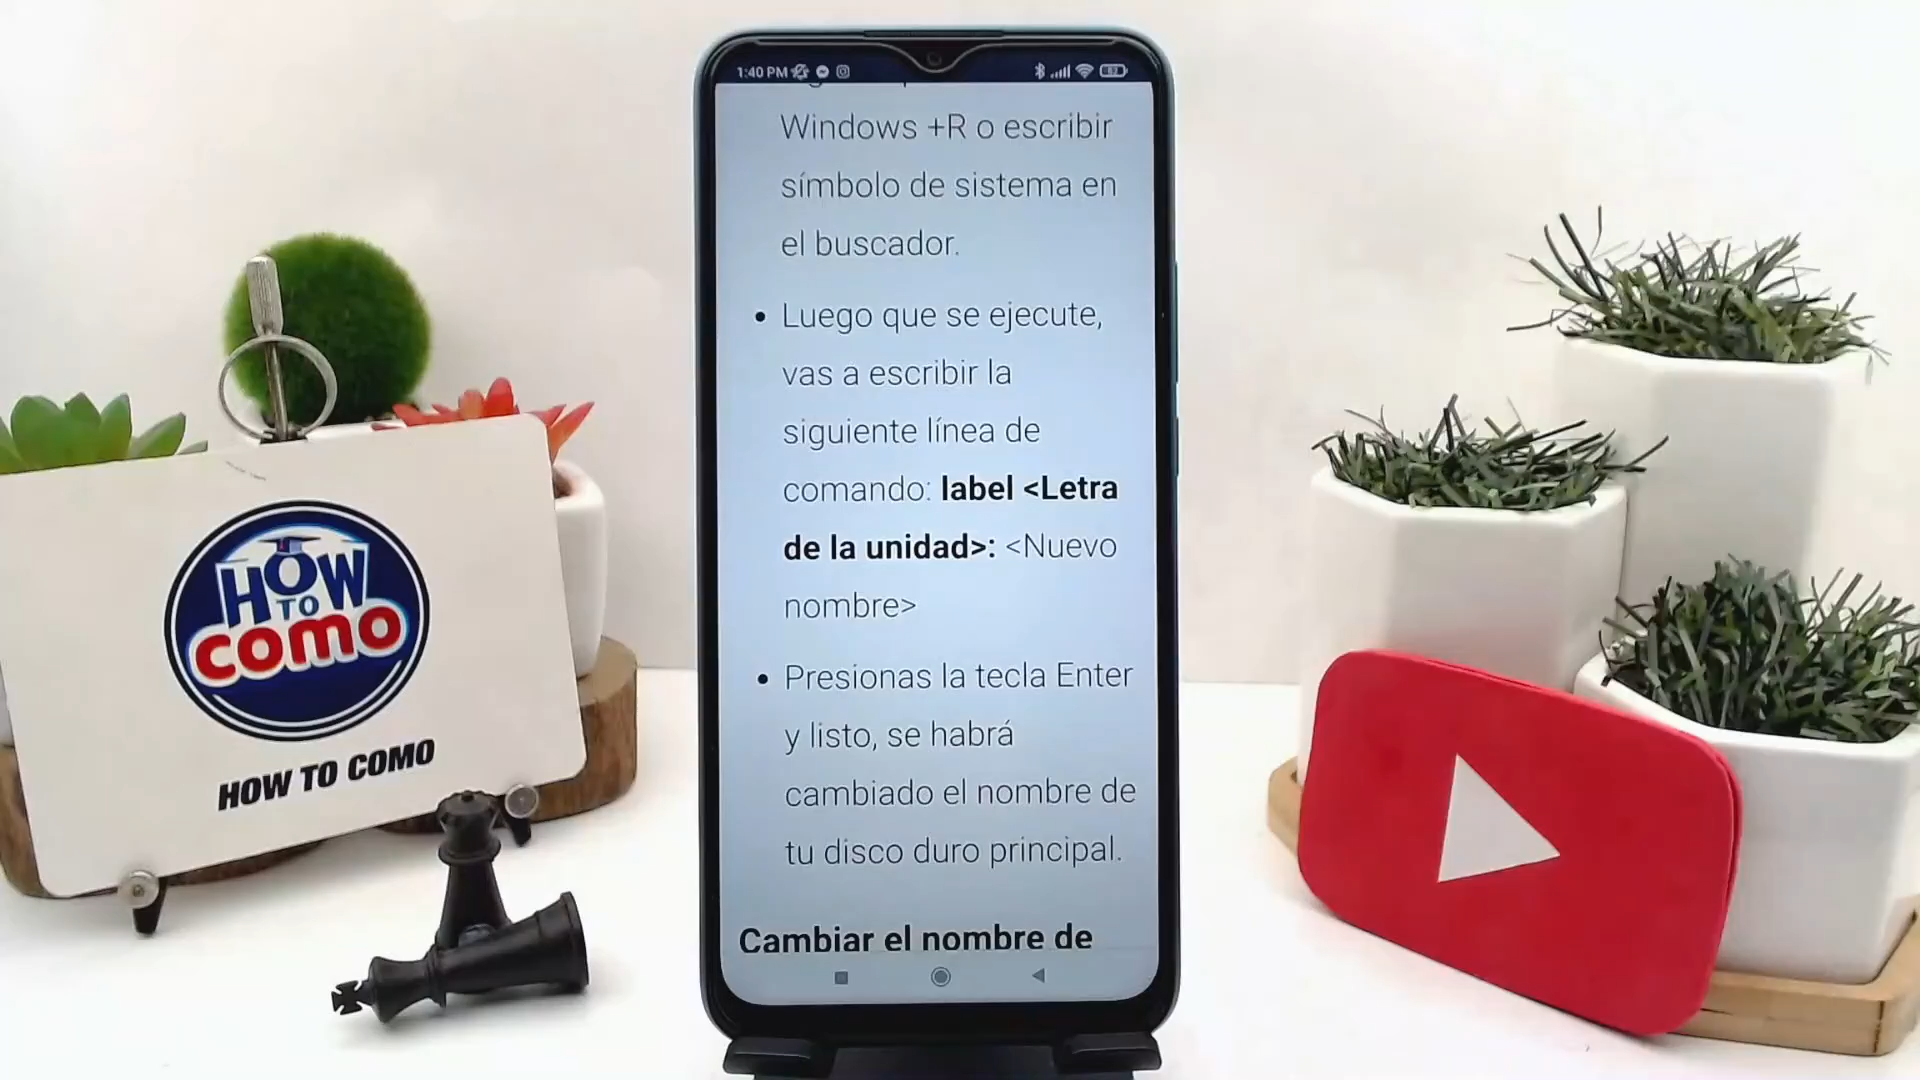 1:40 PM
82
Windows +R o escribir
símbolo de sistema en
el buscador.
• Luego que se ejecute,
vas a escribir la
siguiente línea de
comando: label <Letra
de la unidad>: <Nuevo
nombre>
• Presionas la tecla Enter
y listo, se habrá
cambiado el nombre de
tu disco duro principal.
Cambiar el nombre de
HOW
TO
COMO
HOW TO COMO